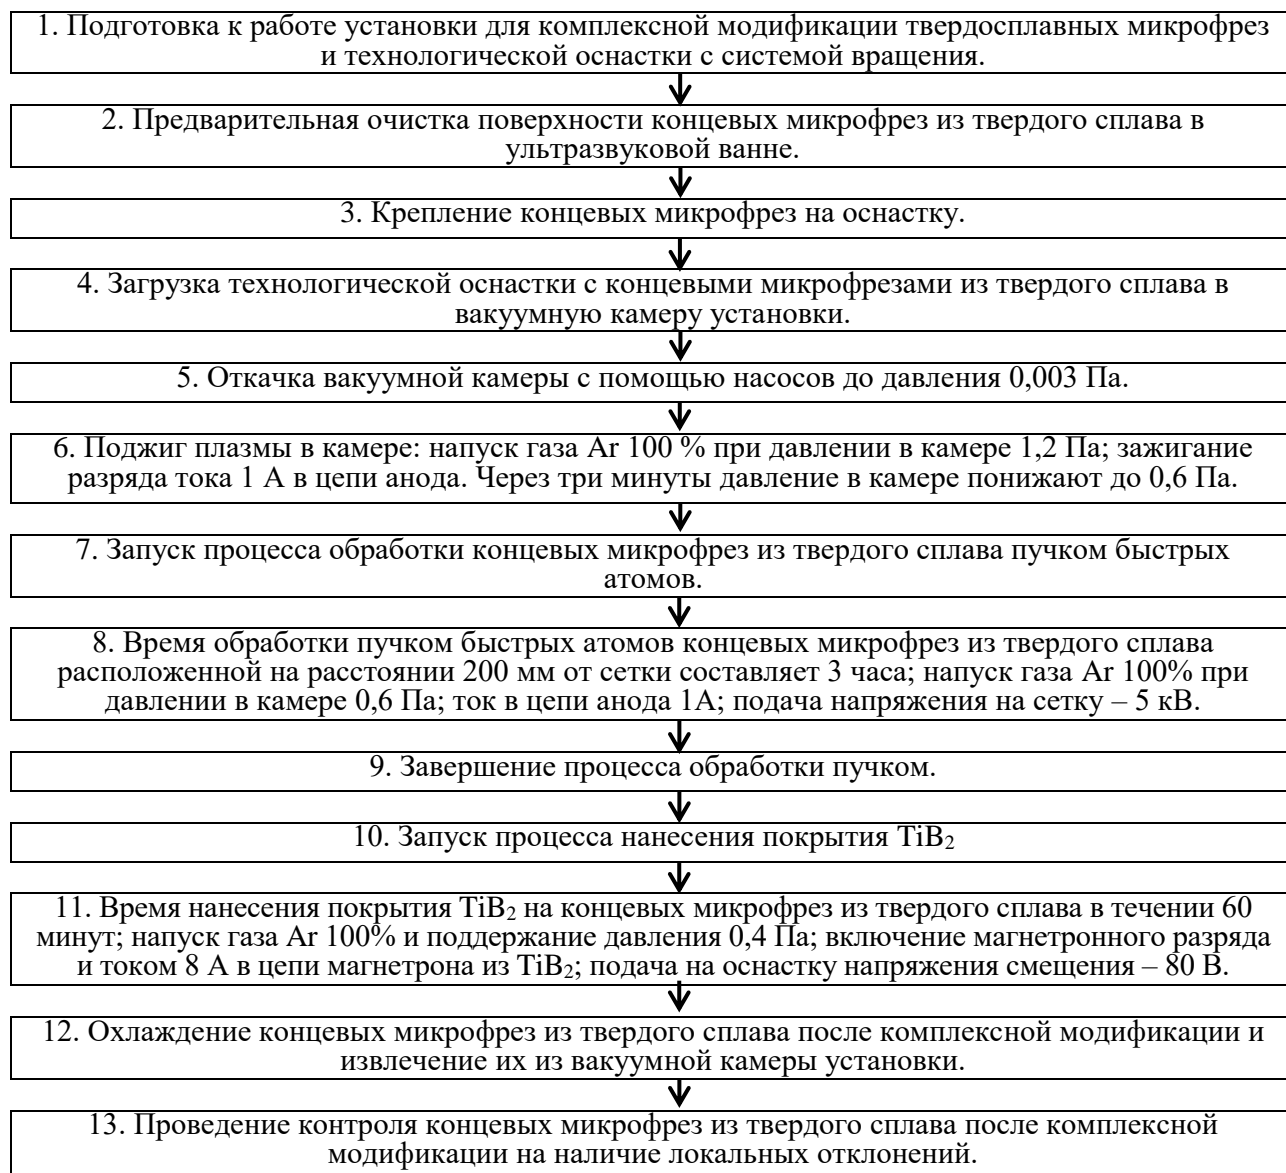 1. Подготовка к работе установки для комплексной модификации твердосплавных микрофрез
и технологической оснастки с системой вращения.
2. Предварительная очистка поверхности концевых микрофрез из твердого сплава в
ультразвуковой ванне.
3. Крепление концевых микрофрез на оснастку.
4. Загрузка технологической оснастки с концевыми микрофрезами из твердого сплава в
вакуумную камеру установки.
5. Откачка вакуумной камеры с помощью насосов до давления 0,003 Па.
6. Поджиг плазмы в камере: напуск газа Ar 100 % при давлении в камере 1,2 Па; зажигание
разряда тока 1 А в цепи анода. Через три минуты давление в камере понижают до 0,6 Па.
7. Запуск процесса обработки концевых микрофрез из твердого сплава пучком быстрых
атомов.
8. Время обработки пучком быстрых атомов концевых микрофрез из твердого сплава
расположенной на расстоянии 200 мм от сетки составляет 3 часа; напуск газа Ar 100% при
давлении в камере 0,6 Па; ток в цепи анода 1А; подача напряжения на сетку – 5 кВ.
9. Завершение процесса обработки пучком.
10. Запуск процесса нанесения покрытия TiB₂
11. Время нанесения покрытия TiB₂ на концевых микрофрез из твердого сплава в течении 60
минут; напуск газа Ar 100% и поддержание давления 0,4 Па; включение магнетронного разряда
и током 8 А в цепи магнетрона из TiB₂; подача на оснастку напряжения смещения – 80 В.
12. Охлаждение концевых микрофрез из твердого сплава после комплексной модификации и
извлечение их из вакуумной камеры установки.
13. Проведение контроля концевых микрофрез из твердого сплава после комплексной
модификации на наличие локальных отклонений.